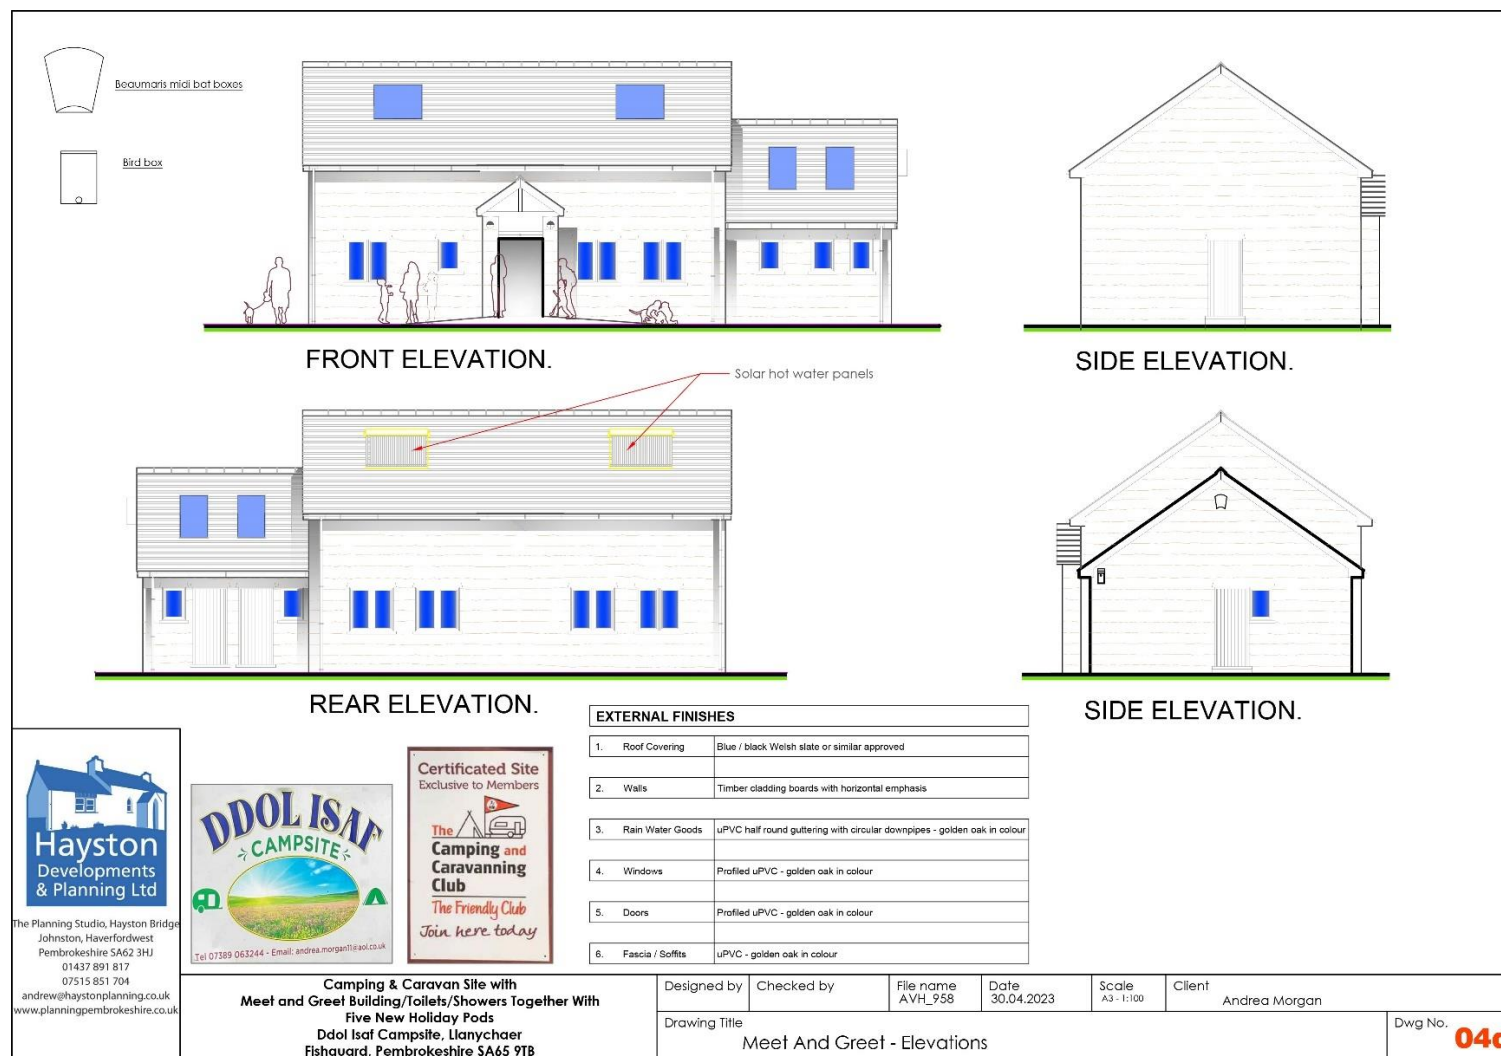 Beaumaris midi bat boxes
Bird box
FRONT ELEVATION.
SIDE ELEVATION.
Solar hot water panels
REAR ELEVATION.
SIDE ELEVATION.
EXTERNAL FINISHES
1. Roof Covering Blue / black Welsh slate or similar approved
2. Walls Timber cladding boards with horizontal emphasis
3. Rain Water Goods uPVC half round guttering with circular downpipes - golden oak in colour
4. Windows Profiled uPVC - golden oak in colour
5. Doors Profiled uPVC - golden oak in colour
6. Fascia / Soffits uPVC - golden oak in colour
Hayston
Developments
& Planning Ltd
The Planning Studio, Hayston Bridge
Johnston, Haverfordwest
Pembrokeshire SA62 3HJ
01437 891 817
07515 851 704
andrew@haystonplanning.co.uk
www.planningpembrokeshire.co.uk
DDOL ISAF
CAMPSITE
Tel 07389 063244 - Email: andrea.morgan11@aol.co.uk
Certificated Site
Exclusive to Members
The
Camping and
Caravanning
Club
The Friendly Club
Join here today
Camping & Caravan Site with
Meet and Greet Building/Toilets/Showers Together With
Five New Holiday Pods
Ddol Isaf Campsite, Llanychaer
Fishguard, Pembrokeshire SA65 9TB
Designed by
Checked by
File name
AVH_958
Date
30.04.2023
Scale
A3 - 1:100
Client
Andrea Morgan
Drawing Title
Meet And Greet - Elevations
Dwg No.